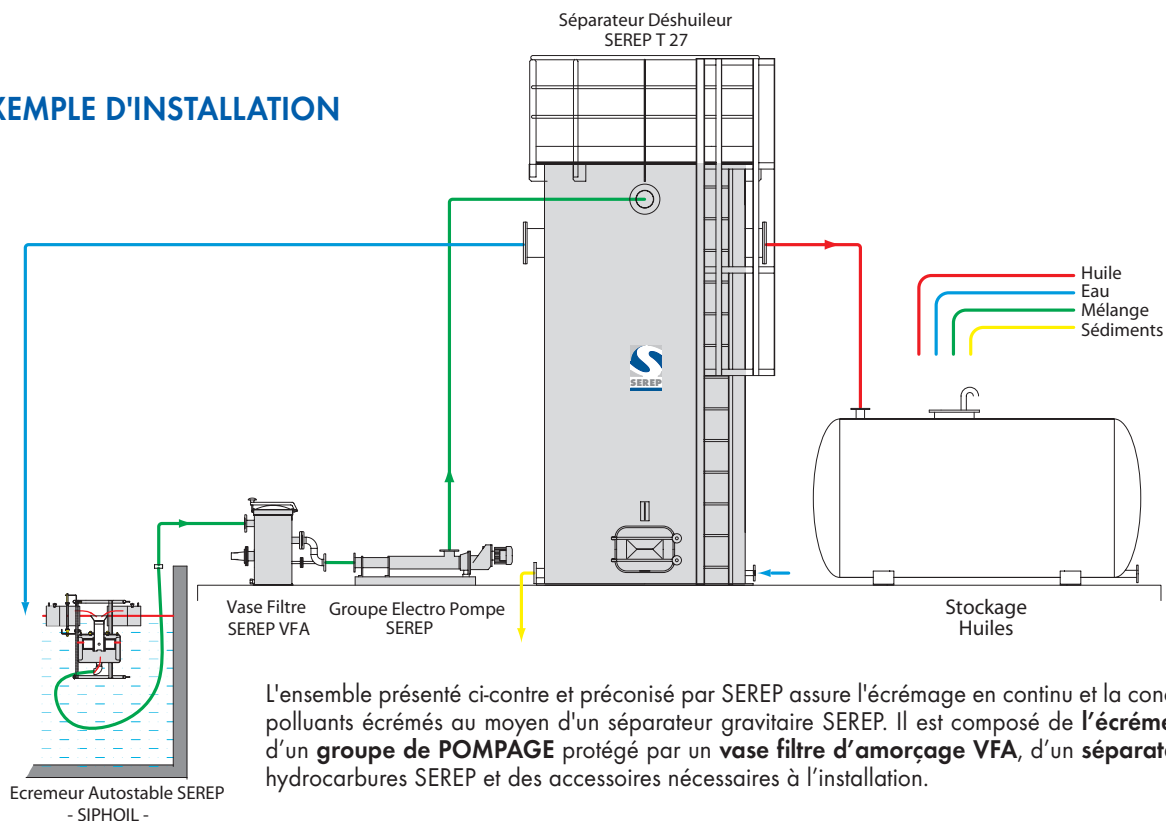 Séparateur Déshuileur
SEREP T 27
XEMPLE D'INSTALLATION
Huile
Eau
Mélange
Sédiments
SEREP
Vase Filtre
SEREP VFA
Groupe Electro Pompe
SEREP
Stockage
Huiles
L'ensemble présenté ci-contre et préconisé par SEREP assure l'écrémage en continu et la conc
polluants écrémés au moyen d'un séparateur gravitaire SEREP. Il est composé de l'écréme
d'un groupe de POMPAGE protégé par un vase filtre d'amorçage VFA, d'un séparat
hydrocarbures SEREP et des accessoires nécessaires à l'installation.
Ecremeur Autostable SEREP
- SIPHOIL -